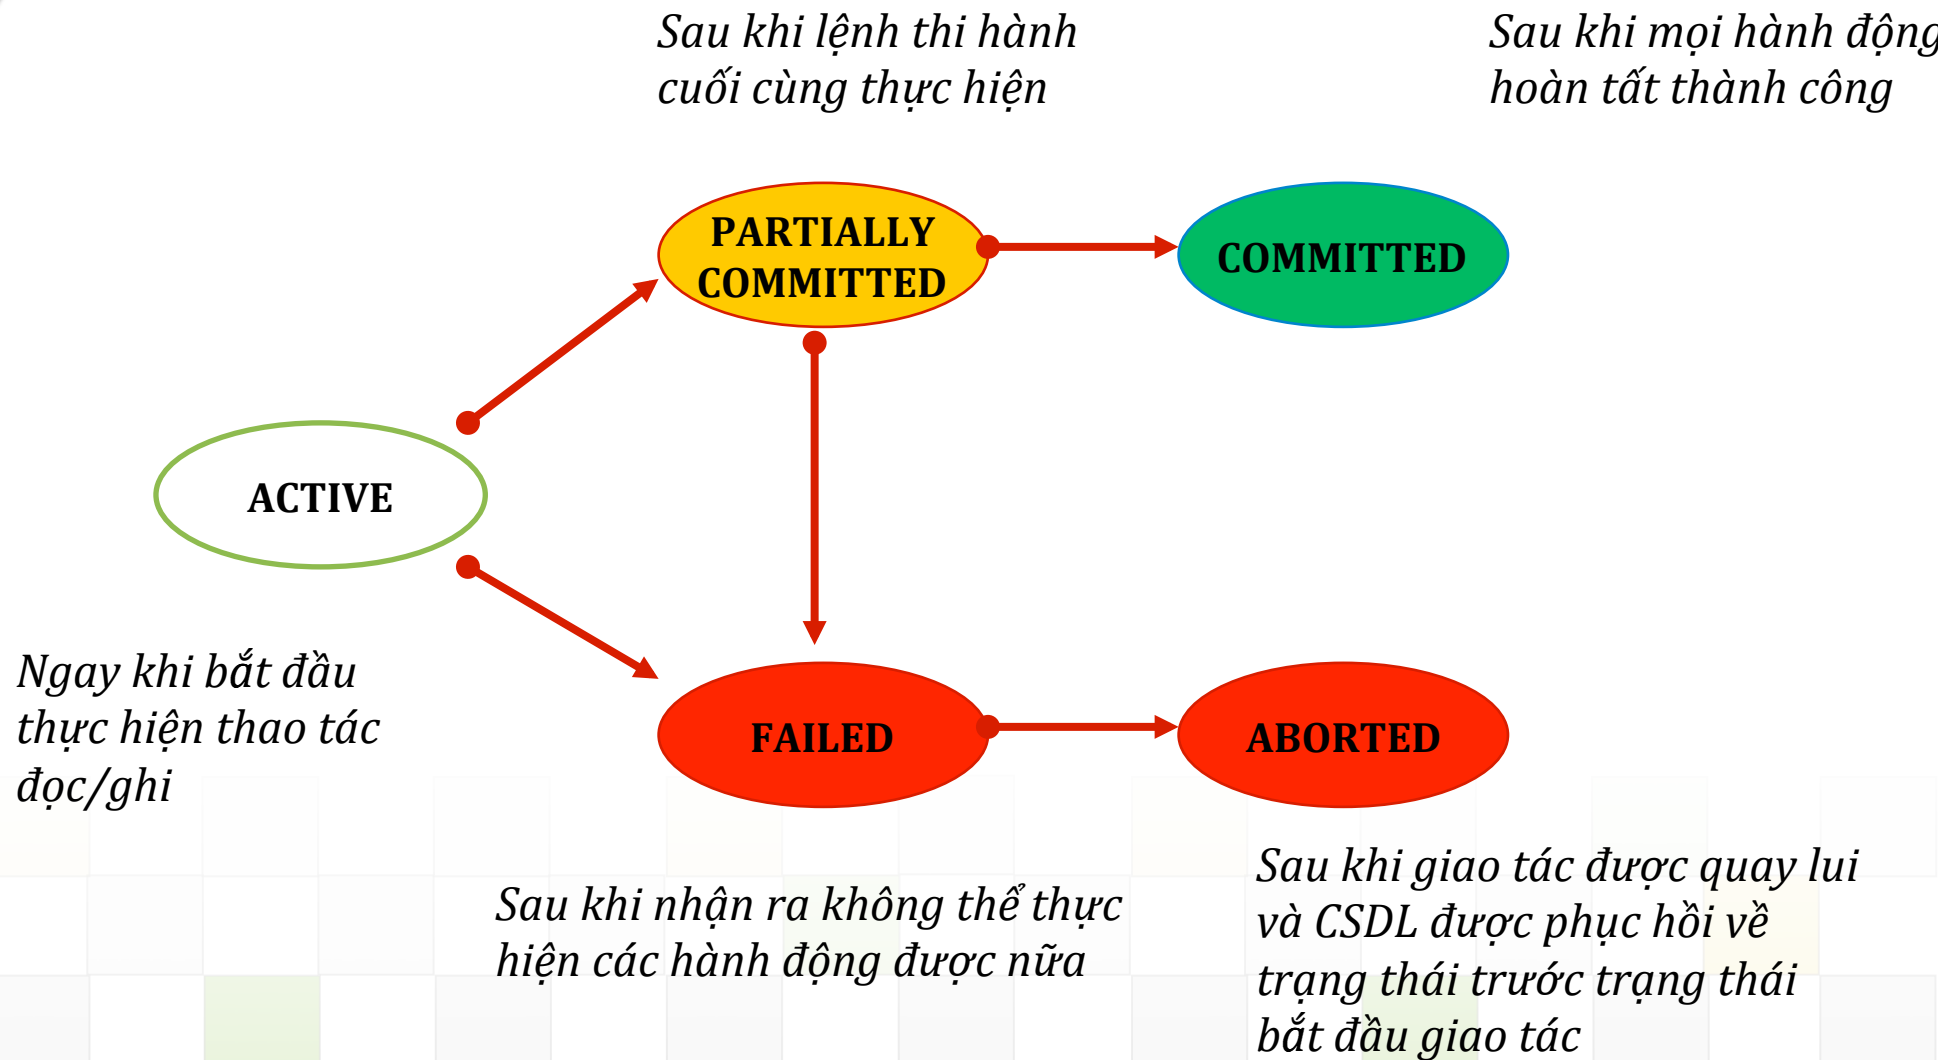 Sau khi lệnh thi hành
cuối cùng thực hiện
Sau khi mọi hành động
hoàn tất thành công
PARTIALLY
COMMITTED
COMMITTED
ACTIVE
Ngay khi bắt đầu
thực hiện thao tác
đọc/ghi
FAILED
ABORTED
Sau khi nhận ra không thể thực
hiện các hành động được nữa
Sau khi giao tác được quay lui
và CSDL được phục hồi về
trạng thái trước trạng thái
bắt đầu giao tác